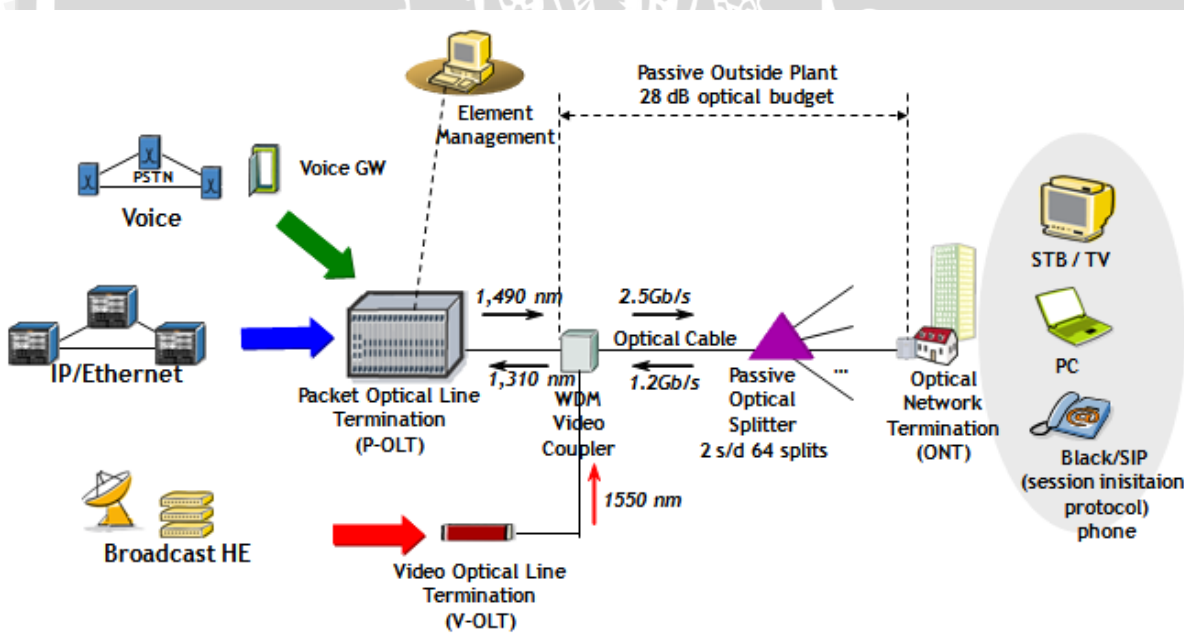 Element
Management
Passive Outside Plant
28 dB optical budget
PSTN
Voice
Voice GW
IP/Ethernet
1,490 nm
2.5Gb/s
Optical Cable
1,310 nm
1.2Gb/s
Packet Optical Line
Termination
(P-OLT)
WDM
Video
Coupler
Passive
Optical
Splitter
2 s/d 64 splits
...
Optical
Network
Termination
(ONT)
STB / TV
PC
Black/SIP
(session inisitaion
protocol)
phone
1550 nm
Broadcast HE
Video Optical Line
Termination
(V-OLT)